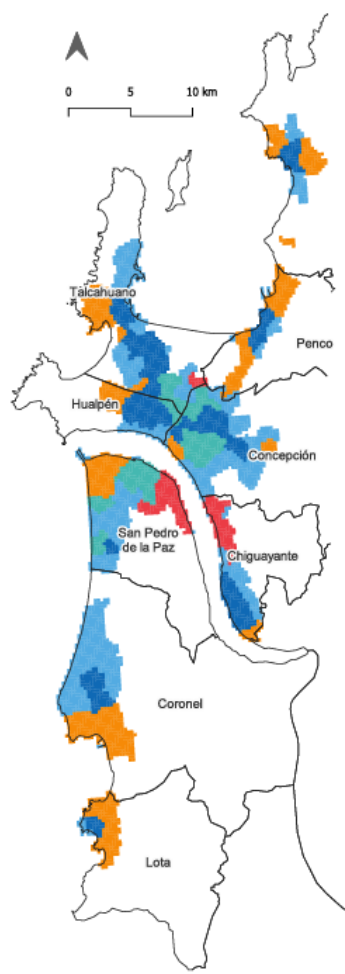 0 5 10 km
Talcahuano
Penco
Hualpén
Concepción
San Pedro
de la Paz
Chiguayante
Coronel
Lota